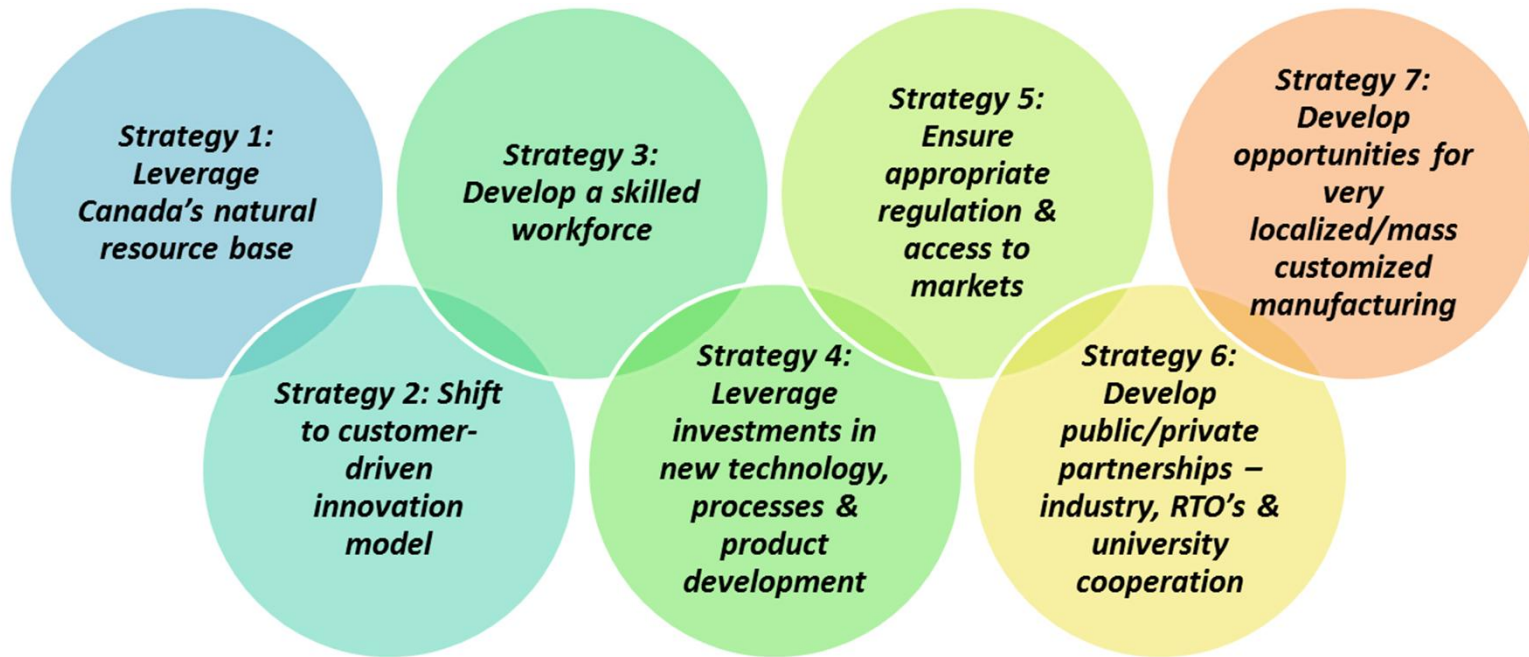 Strategy 1:
Leverage
Canada’s natural
resource base
Strategy 2: Shift
to customer-
driven
innovation
model
Strategy 3:
Develop a skilled
workforce
Strategy 4:
Leverage
investments in
new technology,
processes &
product
development
Strategy 5:
Ensure
appropriate
regulation &
access to
markets
Strategy 6:
Develop
public/private
partnerships –
industry, RTO’s &
university
cooperation
Strategy 7:
Develop
opportunities for
very
localized/mass
customized
manufacturing